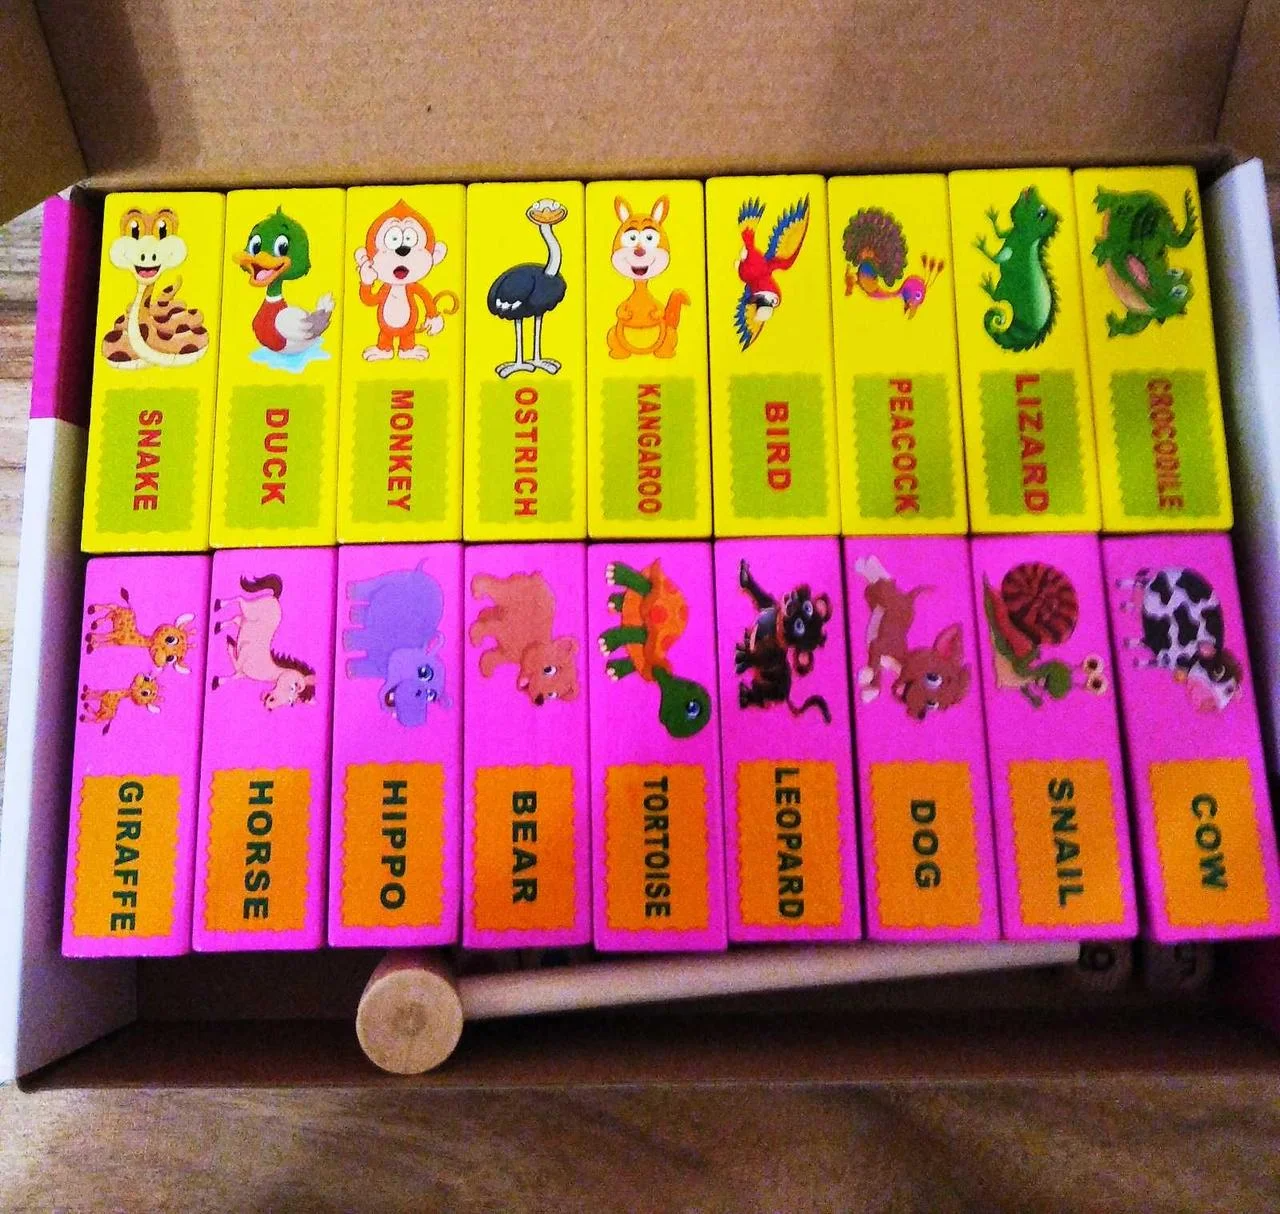 SNAKE
DUCK
MONKEY
OSTRICH
KANGAROO
BIRD
PEACOCK
LIZARD
CROCODILE
GIRAFFE
HORSE
HIPPO
BEAR
TORTOISE
LEOPARD
DOG
SNAIL
COW